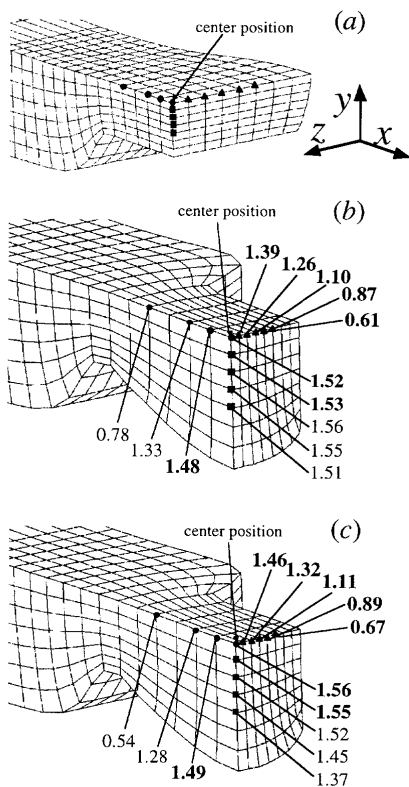 (a)
center position
y
z
x
(b)
center position
1.39
1.26
1.10
0.87
0.61
1.52
1.53
1.56
1.55
1.51
0.78
1.33
1.48
(c)
center position
1.46
1.32
1.11
0.89
0.67
1.56
1.55
1.52
1.45
1.37
0.54
1.28
1.49